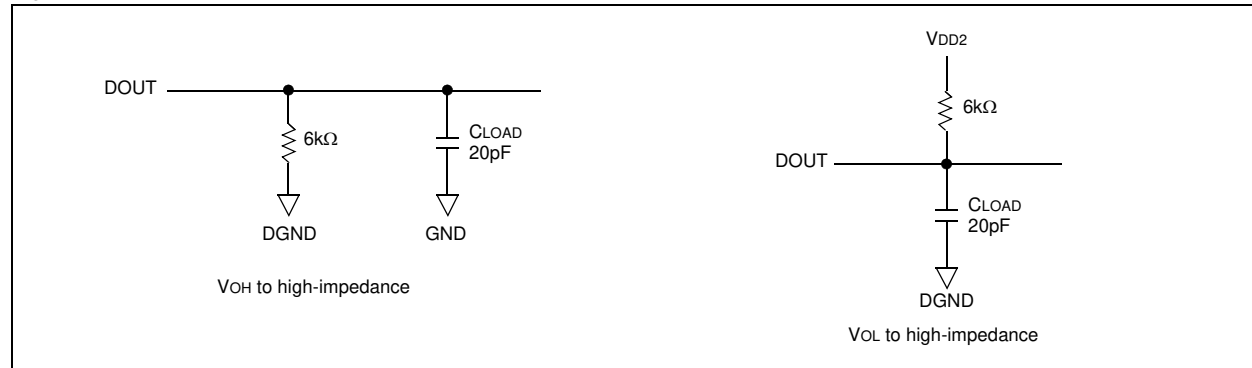 DOUT
6kΩ
CLOAD
20pF
DGND
GND
VOH to high-impedance
VDD2
6kΩ
DOUT
CLOAD
20pF
DGND
VOL to high-impedance